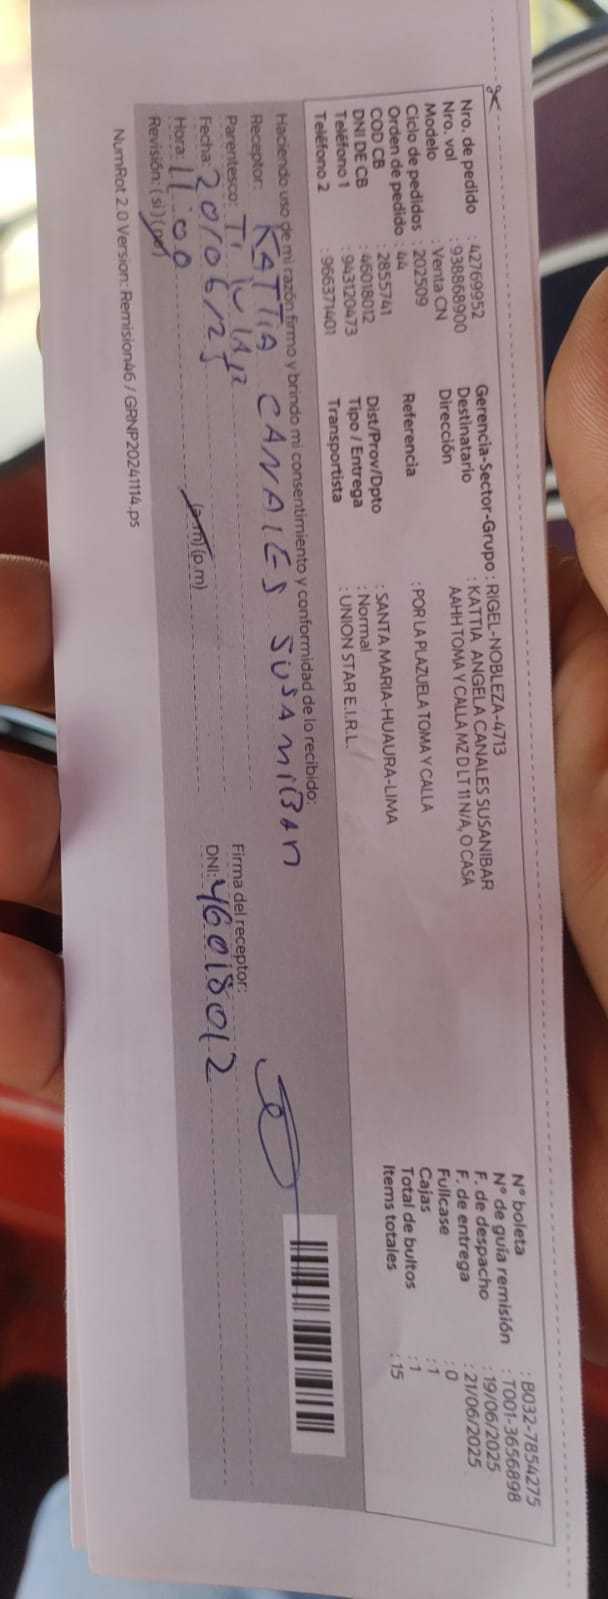 Nro. de pedido : 42769952
Nro. vol : 938868900
Modelo : Venta CN
Ciclo de pedidos : 202509
Orden de pedido : 44
COD CB : 2855741
DNI DE CB : 46018012
Teléfono 1 : 943120473
Teléfono 2 : 966371401
Gerencia-Sector-Grupo : RIGEL-NOBLEZA-4713
Destinatario : KATTIA ANGELA CANALES SUSANIBAR
Dirección AAHH TOMA Y CALLA MZ D LT 11 N/A, O CASA
Referencia : POR LA PLAZUELA TOMA Y CALLA
Dist/Prov/Dpto : SANTA MARIA-HUAURA-LIMA
Tipo / Entrega : Normal
Transportista : UNION STAR E.I.R.L.
N° boleta : B032-7854275
N° de guía remisión : T001-3656898
F. de despacho : 19/06/2025
F. de entrega : 21/06/2025
Fullcase : 0
Cajas : 1
Total de bultos : 1
Items totales : 15
Haciendo uso de mi razón firmo y brindo mi consentimiento y conformidad de lo recibido:
Receptor: KATTIA CANALES SUSANIBAR
Parentesco:
Fecha: 20/06/25
Hora: 11:00 (a.m) (p.m)
Revisión: (si) (no)
Firma del receptor:
DNI: 46018012
NumRot 2.0 Version: Remision46 / GRNP20241114.ps